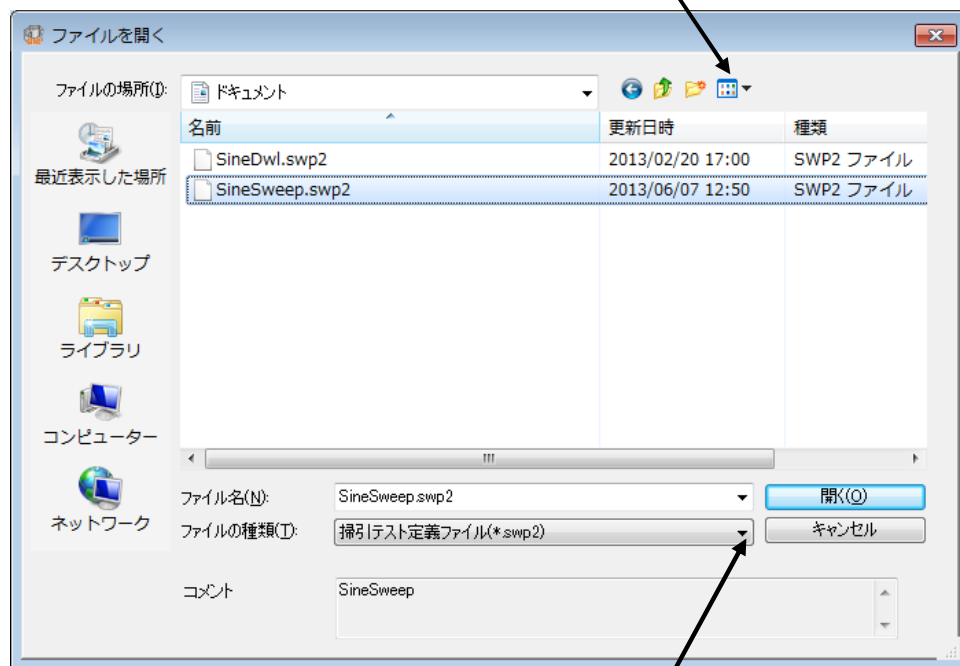 ファイルを開く
ファイルの場所(I):
ドキュメント
名前
更新日時
種類
SineDwl.swp2
2013/02/20 17:00
SWP2 ファイル
SineSweep.swp2
2013/06/07 12:50
SWP2 ファイル
最近表示した場所
デスクトップ
ライブラリ
コンピューター
ネットワーク
ファイル名(N):
SineSweep.swp2
開く(O)
ファイルの種類(T):
掃引テスト定義ファイル(*.swp2)
キャンセル
コメント
SineSweep